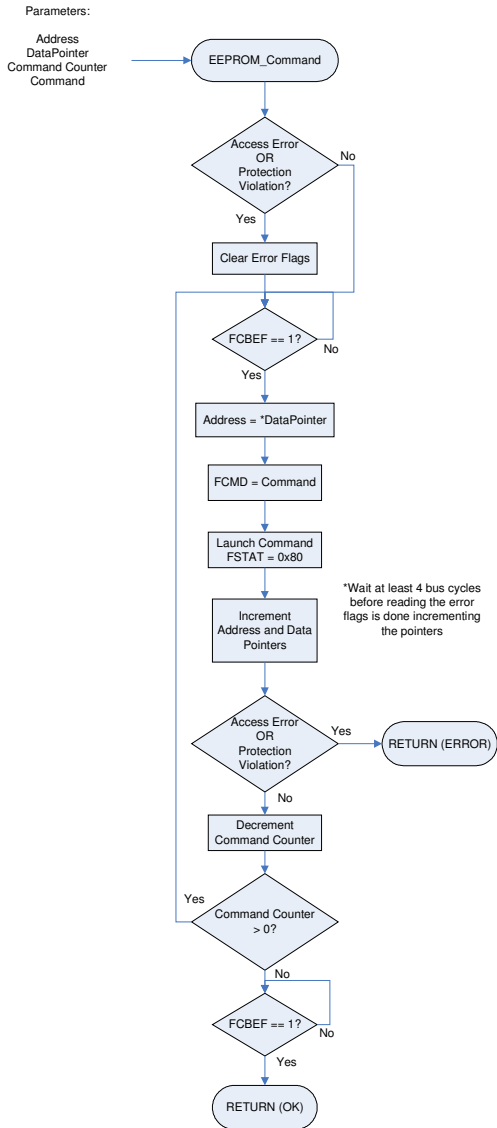 Parameters:
Address
DataPointer
Command Counter
Command
EEPROM_Command
Access Error
OR
Protection
Violation?
No
Yes
Clear Error Flags
FCBEF == 1?
No
Yes
Address = *DataPointer
FCMD = Command
Launch Command
FSTAT = 0x80
*Wait at least 4 bus cycles
before reading the error
flags is done incrementing
the pointers
Increment
Address and Data
Pointers
Access Error
OR
Protection
Violation?
Yes
RETURN (ERROR)
No
Decrement
Command Counter
Yes
Command Counter
> 0?
No
FCBEF == 1?
No
Yes
RETURN (OK)